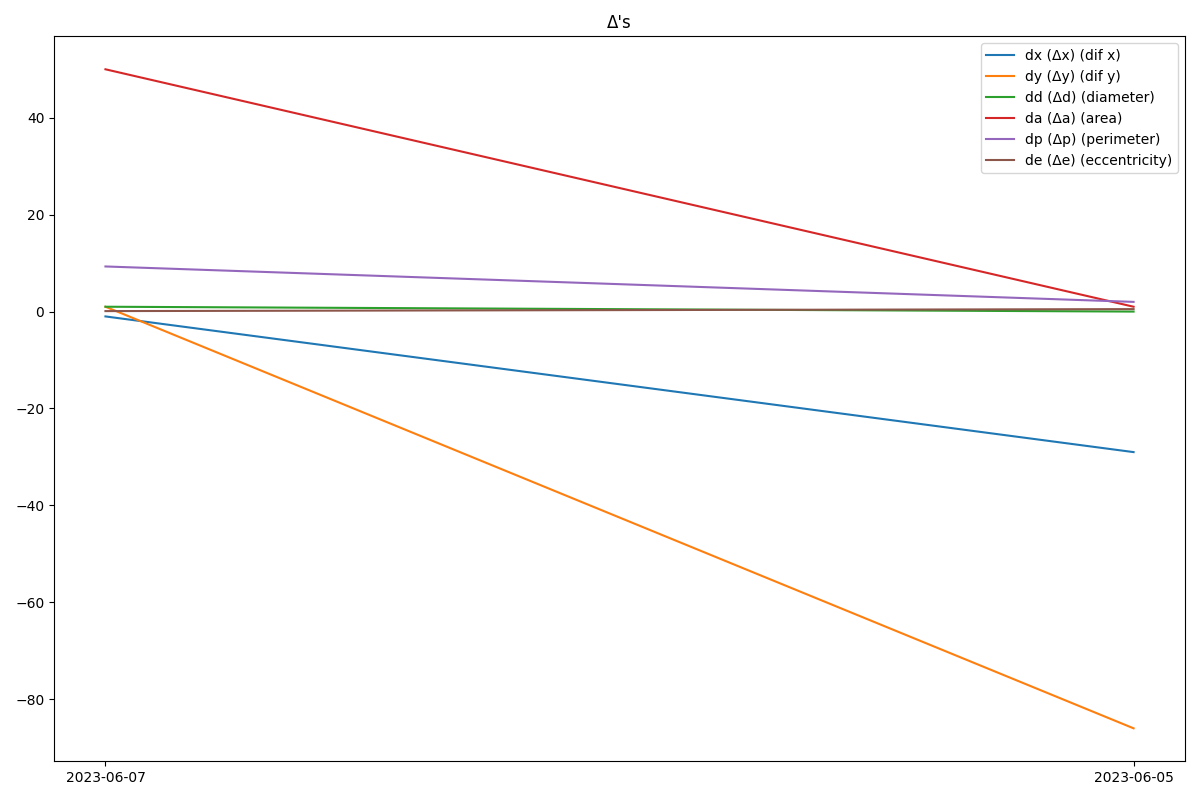 Δ's
dx (Δx) (dif x)
dy (Δy) (dif y)
dd (Δd) (diameter)
da (Δa) (area)
dp (Δp) (perimeter)
de (Δe) (eccentricity)
40
20
0
−20
−40
−60
−80
2023-06-07 2023-06-05